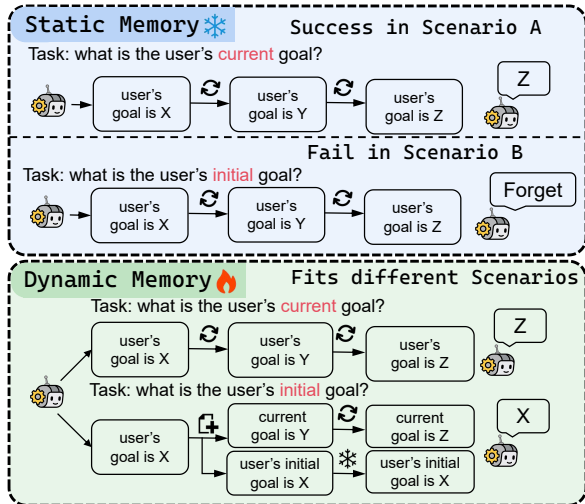 Static Memory
Success in Scenario A
Task: what is the user's current goal?
user's
goal is X
user's
goal is Y
user's
goal is Z
Z
Fail in Scenario B
Task: what is the user's initial goal?
user's
goal is X
user's
goal is Y
user's
goal is Z
Forget
Dynamic Memory
Fits different Scenarios
Task: what is the user's current goal?
user's
goal is X
user's
goal is Y
user's
goal is Z
Z
Task: what is the user's initial goal?
user's
goal is X
current
goal is Y
current
goal is Z
X
user's initial
goal is X
user's initial
goal is X